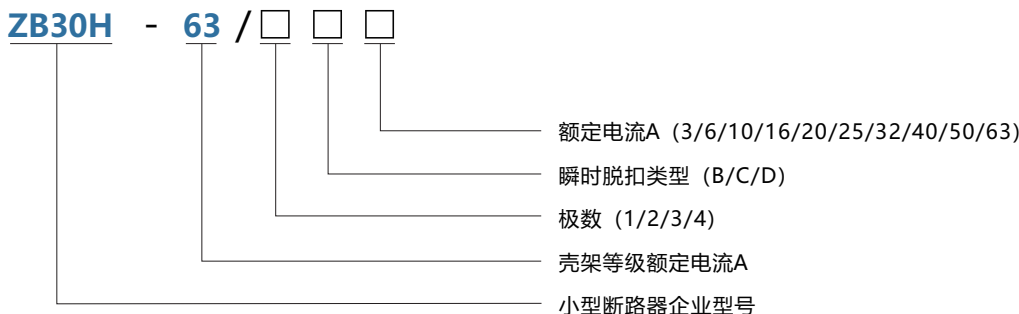 ZB30H - 63 / □ □ □
额定电流A (3/6/10/16/20/25/32/40/50/63)
瞬时脱扣类型 (B/C/D)
极数 (1/2/3/4)
壳架等级额定电流A
小型断路器企业型号